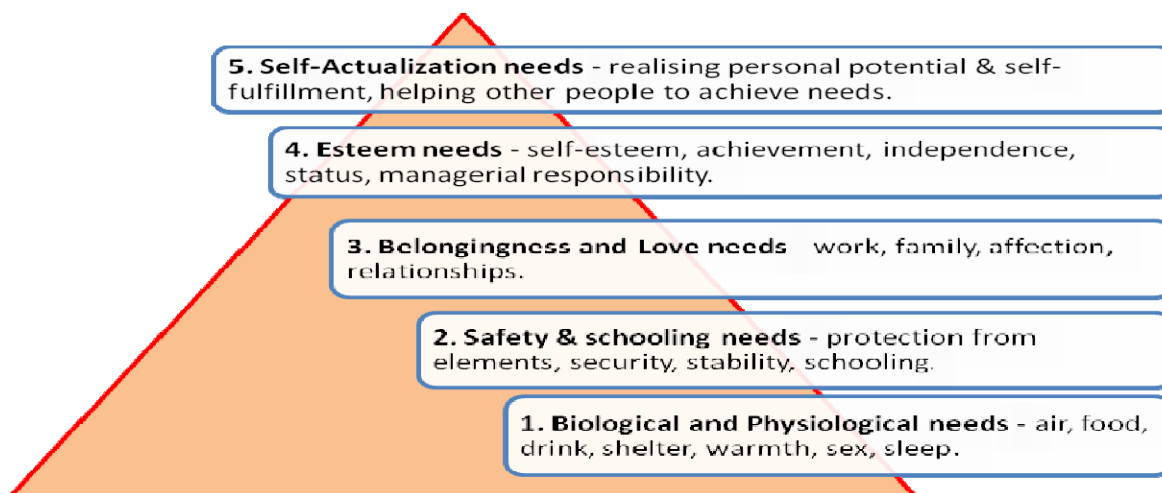 5. Self-Actualization needs - realising personal potential & self-
fulfillment, helping other people to achieve needs.
4. Esteem needs - self-esteem, achievement, independence,
status, managerial responsibility.
3. Belongingness and Love needs  work, family, affection,
relationships.
2. Safety & schooling needs - protection from
elements, security, stability, schooling.
1. Biological and Physiological needs - air, food,
drink, shelter, warmth, sex, sleep.